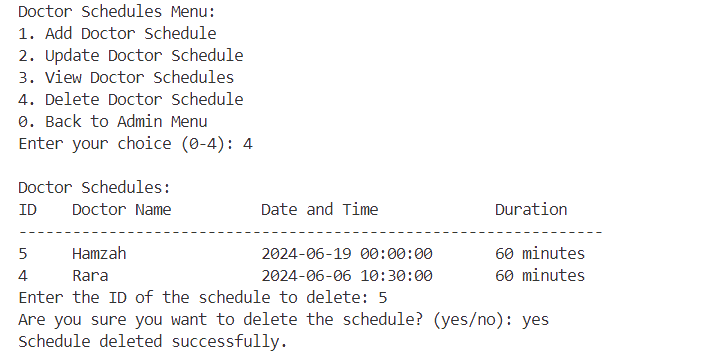 Doctor Schedules Menu:
1. Add Doctor Schedule
2. Update Doctor Schedule
3. View Doctor Schedules
4. Delete Doctor Schedule
0. Back to Admin Menu
Enter your choice (0-4): 4
Doctor Schedules:
ID    Doctor Name          Date and Time             Duration
-----------------------------------------------------------------
5     Hamzah               2024-06-19 00:00:00       60 minutes
4     Rara                 2024-06-06 10:30:00       60 minutes
Enter the ID of the schedule to delete: 5
Are you sure you want to delete the schedule? (yes/no): yes
Schedule deleted successfully.